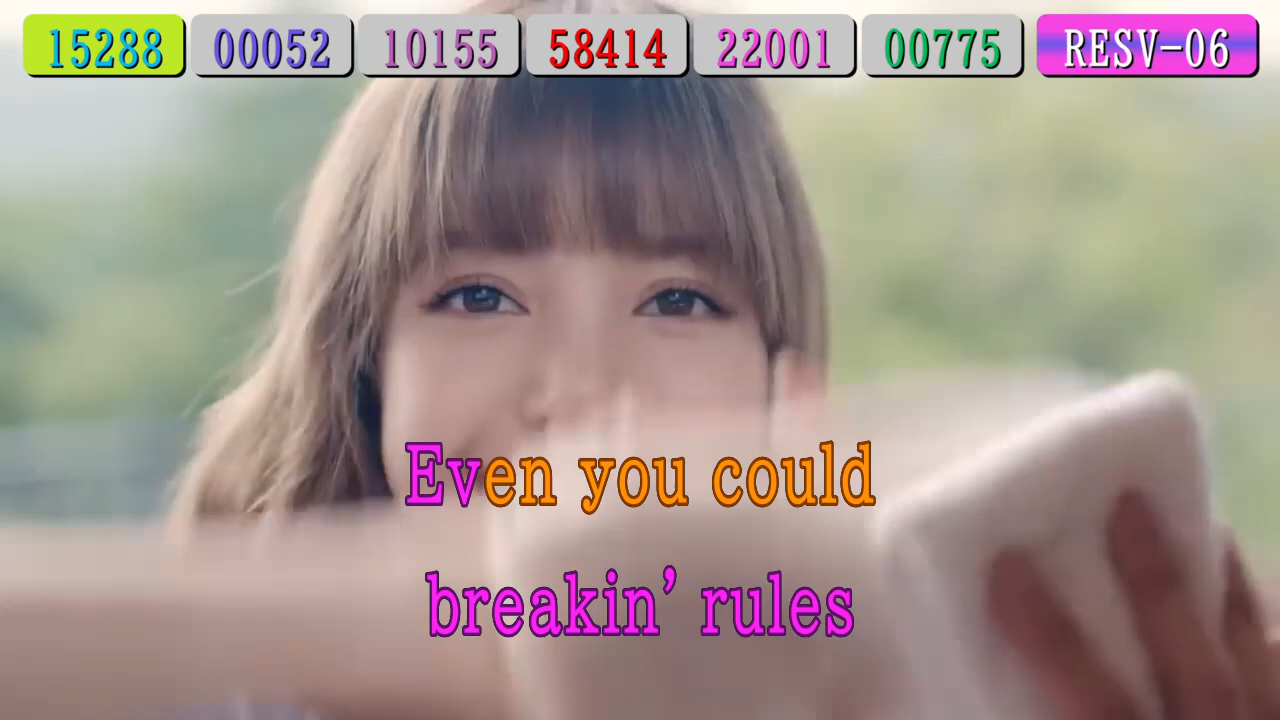 15288 00052 10155 58414 22001 00775 RESV-06
Even you could
breakin’ rules